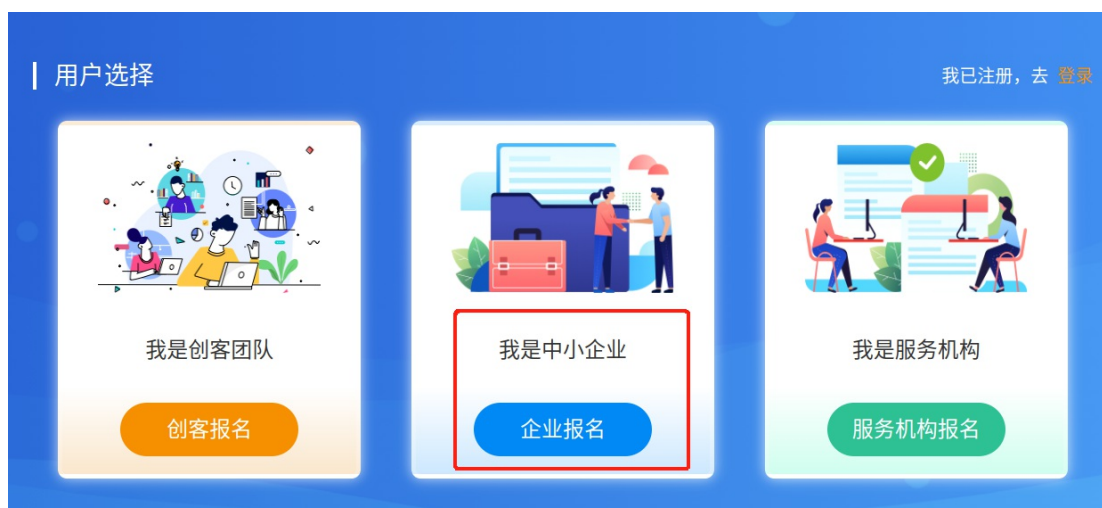 用户选择
我已注册，去 登录
我是创客团队
创客报名
我是中小企业
企业报名
我是服务机构
服务机构报名